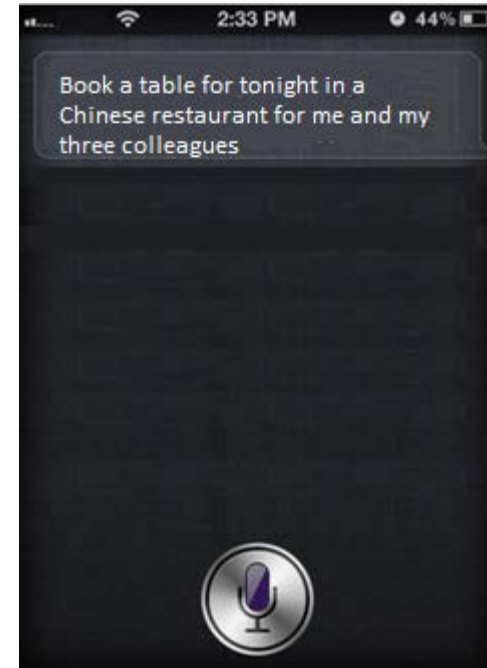 2:33 PM 44%
Book a table for tonight in a
Chinese restaurant for me and my
three colleagues